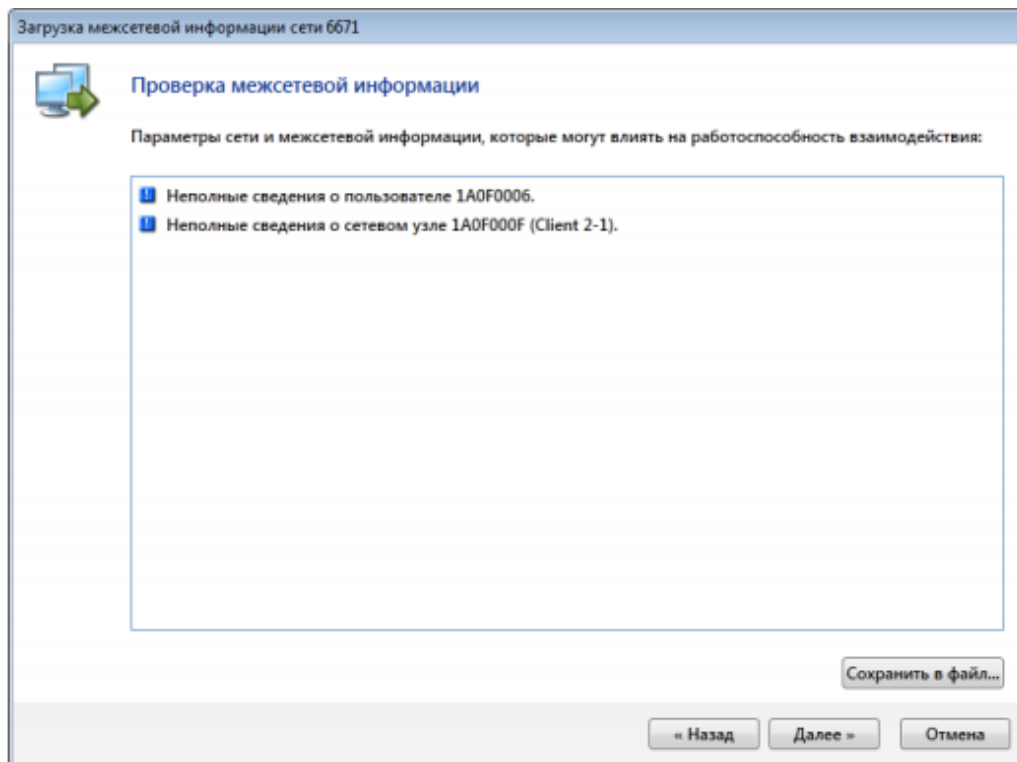 Загрузка межсетевой информации сети 6671
Проверка межсетевой информации
Параметры сети и межсетевой информации, которые могут влиять на работоспособность взаимодействия:
Неполные сведения о пользователе 1A0F0006.
Неполные сведения о сетевом узле 1A0F000F (Client 2-1).
Сохранить в файл...
« Назад
Далее »
Отмена